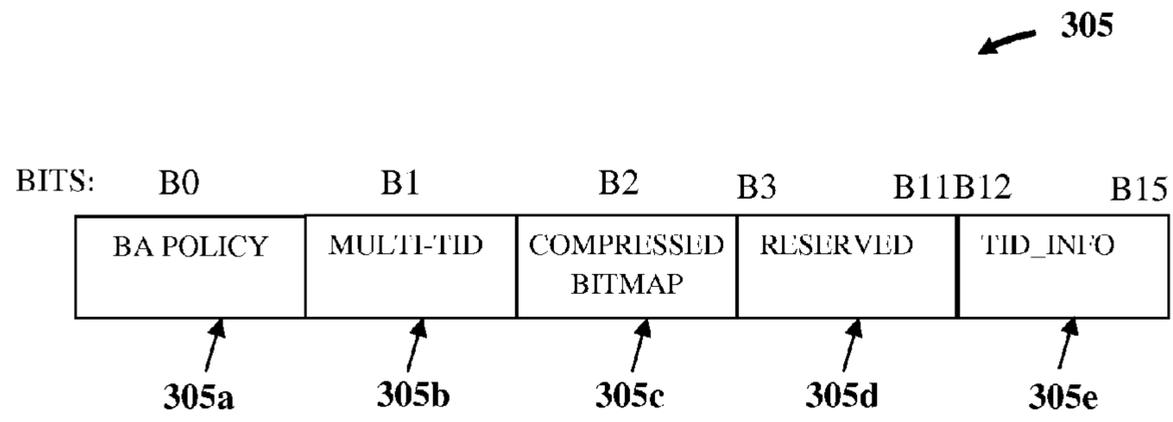 305
BITS: B0 B1 B2 B3 B11B12 B15
BA POLICY MULTI-TID COMPRESSED BITMAP RESERVED TID_INFO
305a 305b 305c 305d 305e